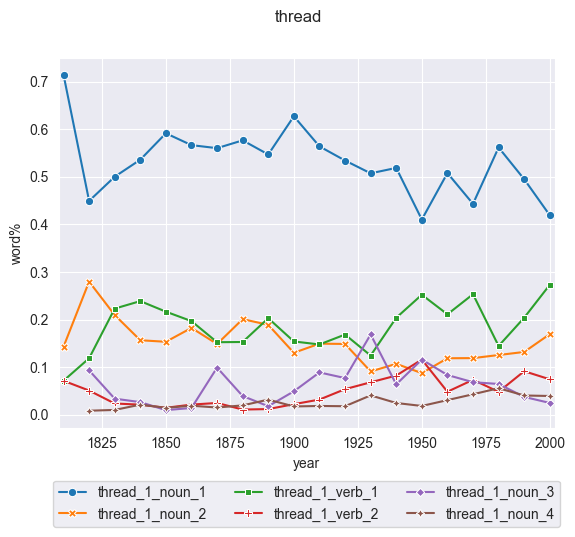 thread
0.7
0.6
0.5
0.4
0.3
0.2
0.1
0.0
word%
1825 1850 1875 1900 1925 1950 1975 2000
year
thread_1_noun_1 thread_1_verb_1 thread_1_noun_3
thread_1_noun_2 thread_1_verb_2 thread_1_noun_4